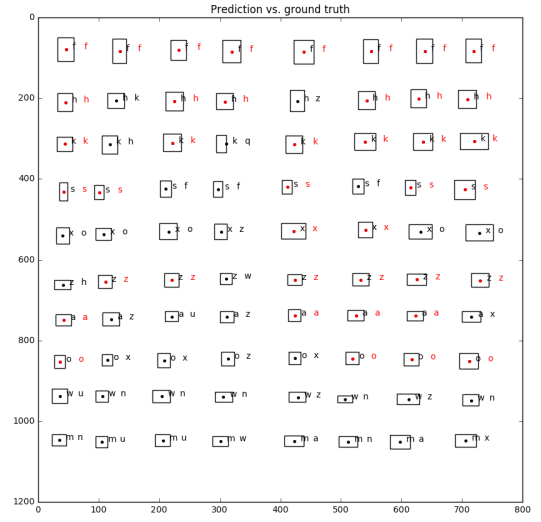 Prediction vs. ground truth
0
f f f f f f f f f f f f f f f f
200
h h h k h h h h h z h h h h h h
k k k h k k k q k k k k k k k k
400
s s s s s f s f s s s f s s s s
x o x o x o x z x x x x x o x o
600
z h z z z z z w z z z z z z z z
a a a z a u a z a a a a a a a x
800
o o o x o x o z o x o o o o o o
w u w n w n w n w z w n w z w n
1000
m n m u m u m w m a m n m a m x
1200
0 100 200 300 400 500 600 700 800